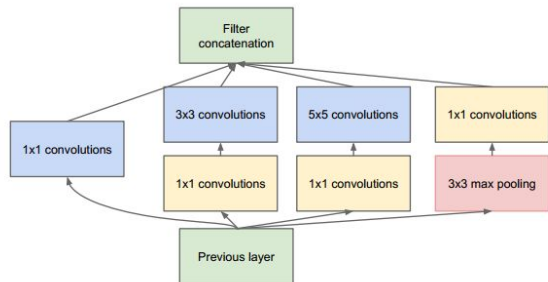 Filter
concatenation
3x3 convolutions
5x5 convolutions
1x1 convolutions
1x1 convolutions
1x1 convolutions
1x1 convolutions
3x3 max pooling
Previous layer